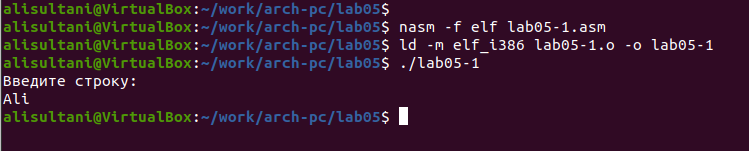 alisultani@VirtualBox:~/work/arch-pc/lab05$
alisultani@VirtualBox:~/work/arch-pc/lab05$ nasm -f elf lab05-1.asm
alisultani@VirtualBox:~/work/arch-pc/lab05$ ld -m elf_i386 lab05-1.o -o lab05-1
alisultani@VirtualBox:~/work/arch-pc/lab05$ ./lab05-1
Введите строку:
Ali
alisultani@VirtualBox:~/work/arch-pc/lab05$